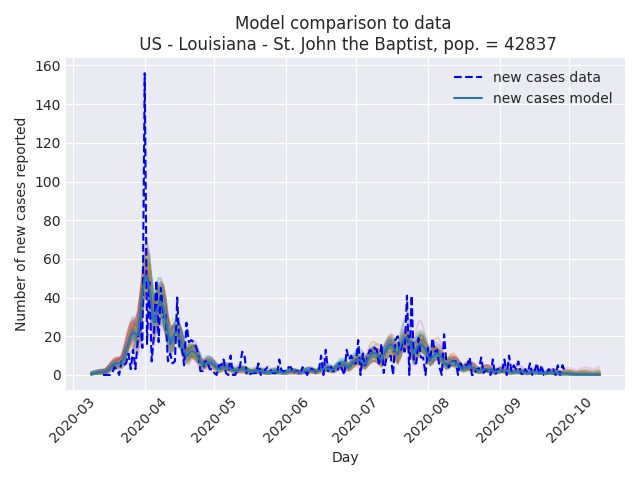 Model comparison to data
US - Louisiana - St. John the Baptist, pop. = 42837
new cases data
new cases model
Number of new cases reported
160
140
120
100
80
60
40
20
0
2020-03
2020-04
2020-05
2020-06
2020-07
2020-08
2020-09
2020-10
Day